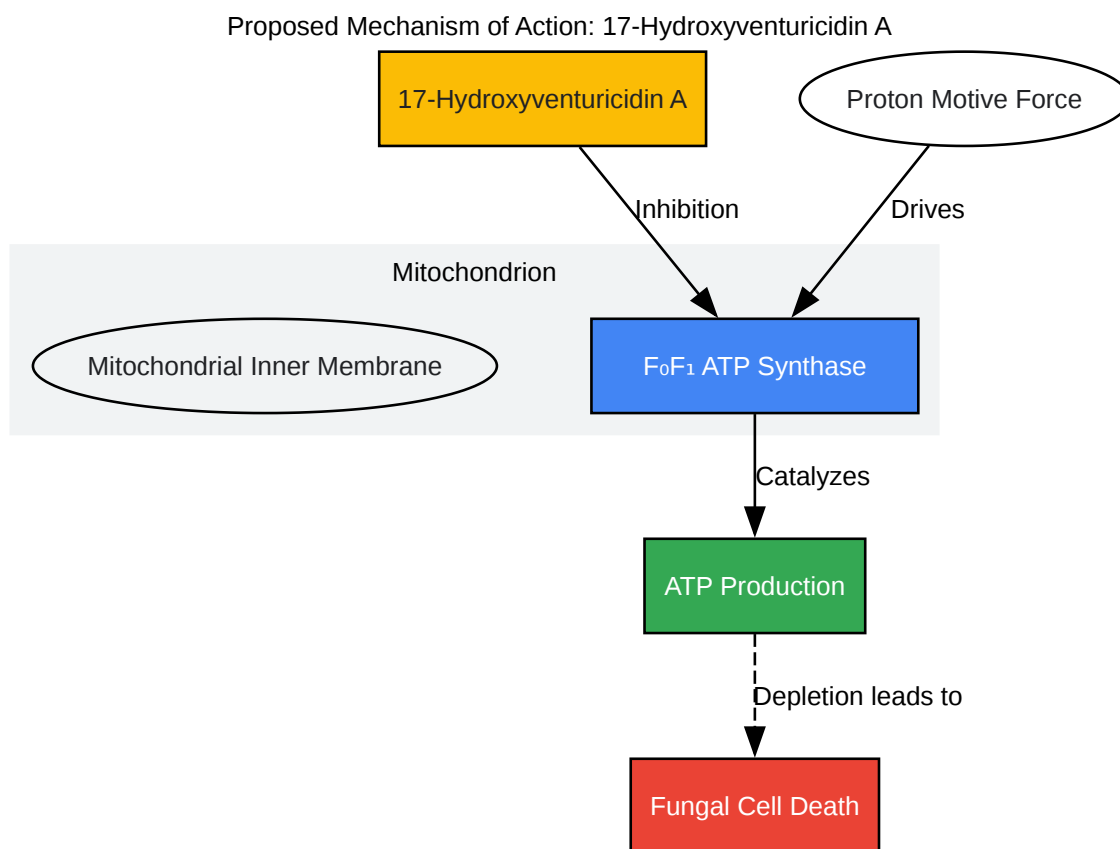 Proposed Mechanism of Action: 17-Hydroxyventuricidin A
17-Hydroxyventuricidin A
Proton Motive Force
Inhibition
Drives
Mitochondrion
Mitochondrial Inner Membrane
F₀F₁ ATP Synthase
Catalyzes
ATP Production
Depletion leads to
Fungal Cell Death